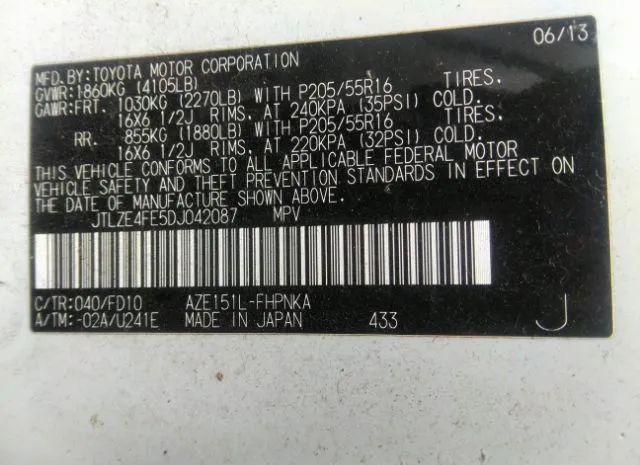 06/13
MFD.BY:TOYOTA MOTOR CORPORATION
GVWR:1860KG (4105LB)
GAWR:FRT. 1030KG (2270LB) WITH P205/55R16 TIRES,
16X6 1/2J RIMS, AT 240KPA (35PSI) COLD.
RR. 855KG (1880LB) WITH P205/55R16 TIRES,
16X6 1/2J RIMS, AT 220KPA (32PSI) COLD.
THIS VEHICLE CONFORMS TO ALL APPLICABLE FEDERAL MOTOR
VEHICLE SAFETY AND THEFT PREVENTION STANDARDS IN EFFECT ON
THE DATE OF MANUFACTURE SHOWN ABOVE.
JTLZE4FE5DJ042087 MPV
C/TR:040/FD10 AZE151L-FHPNKA
A/TM:-02A/U241E MADE IN JAPAN 433 J